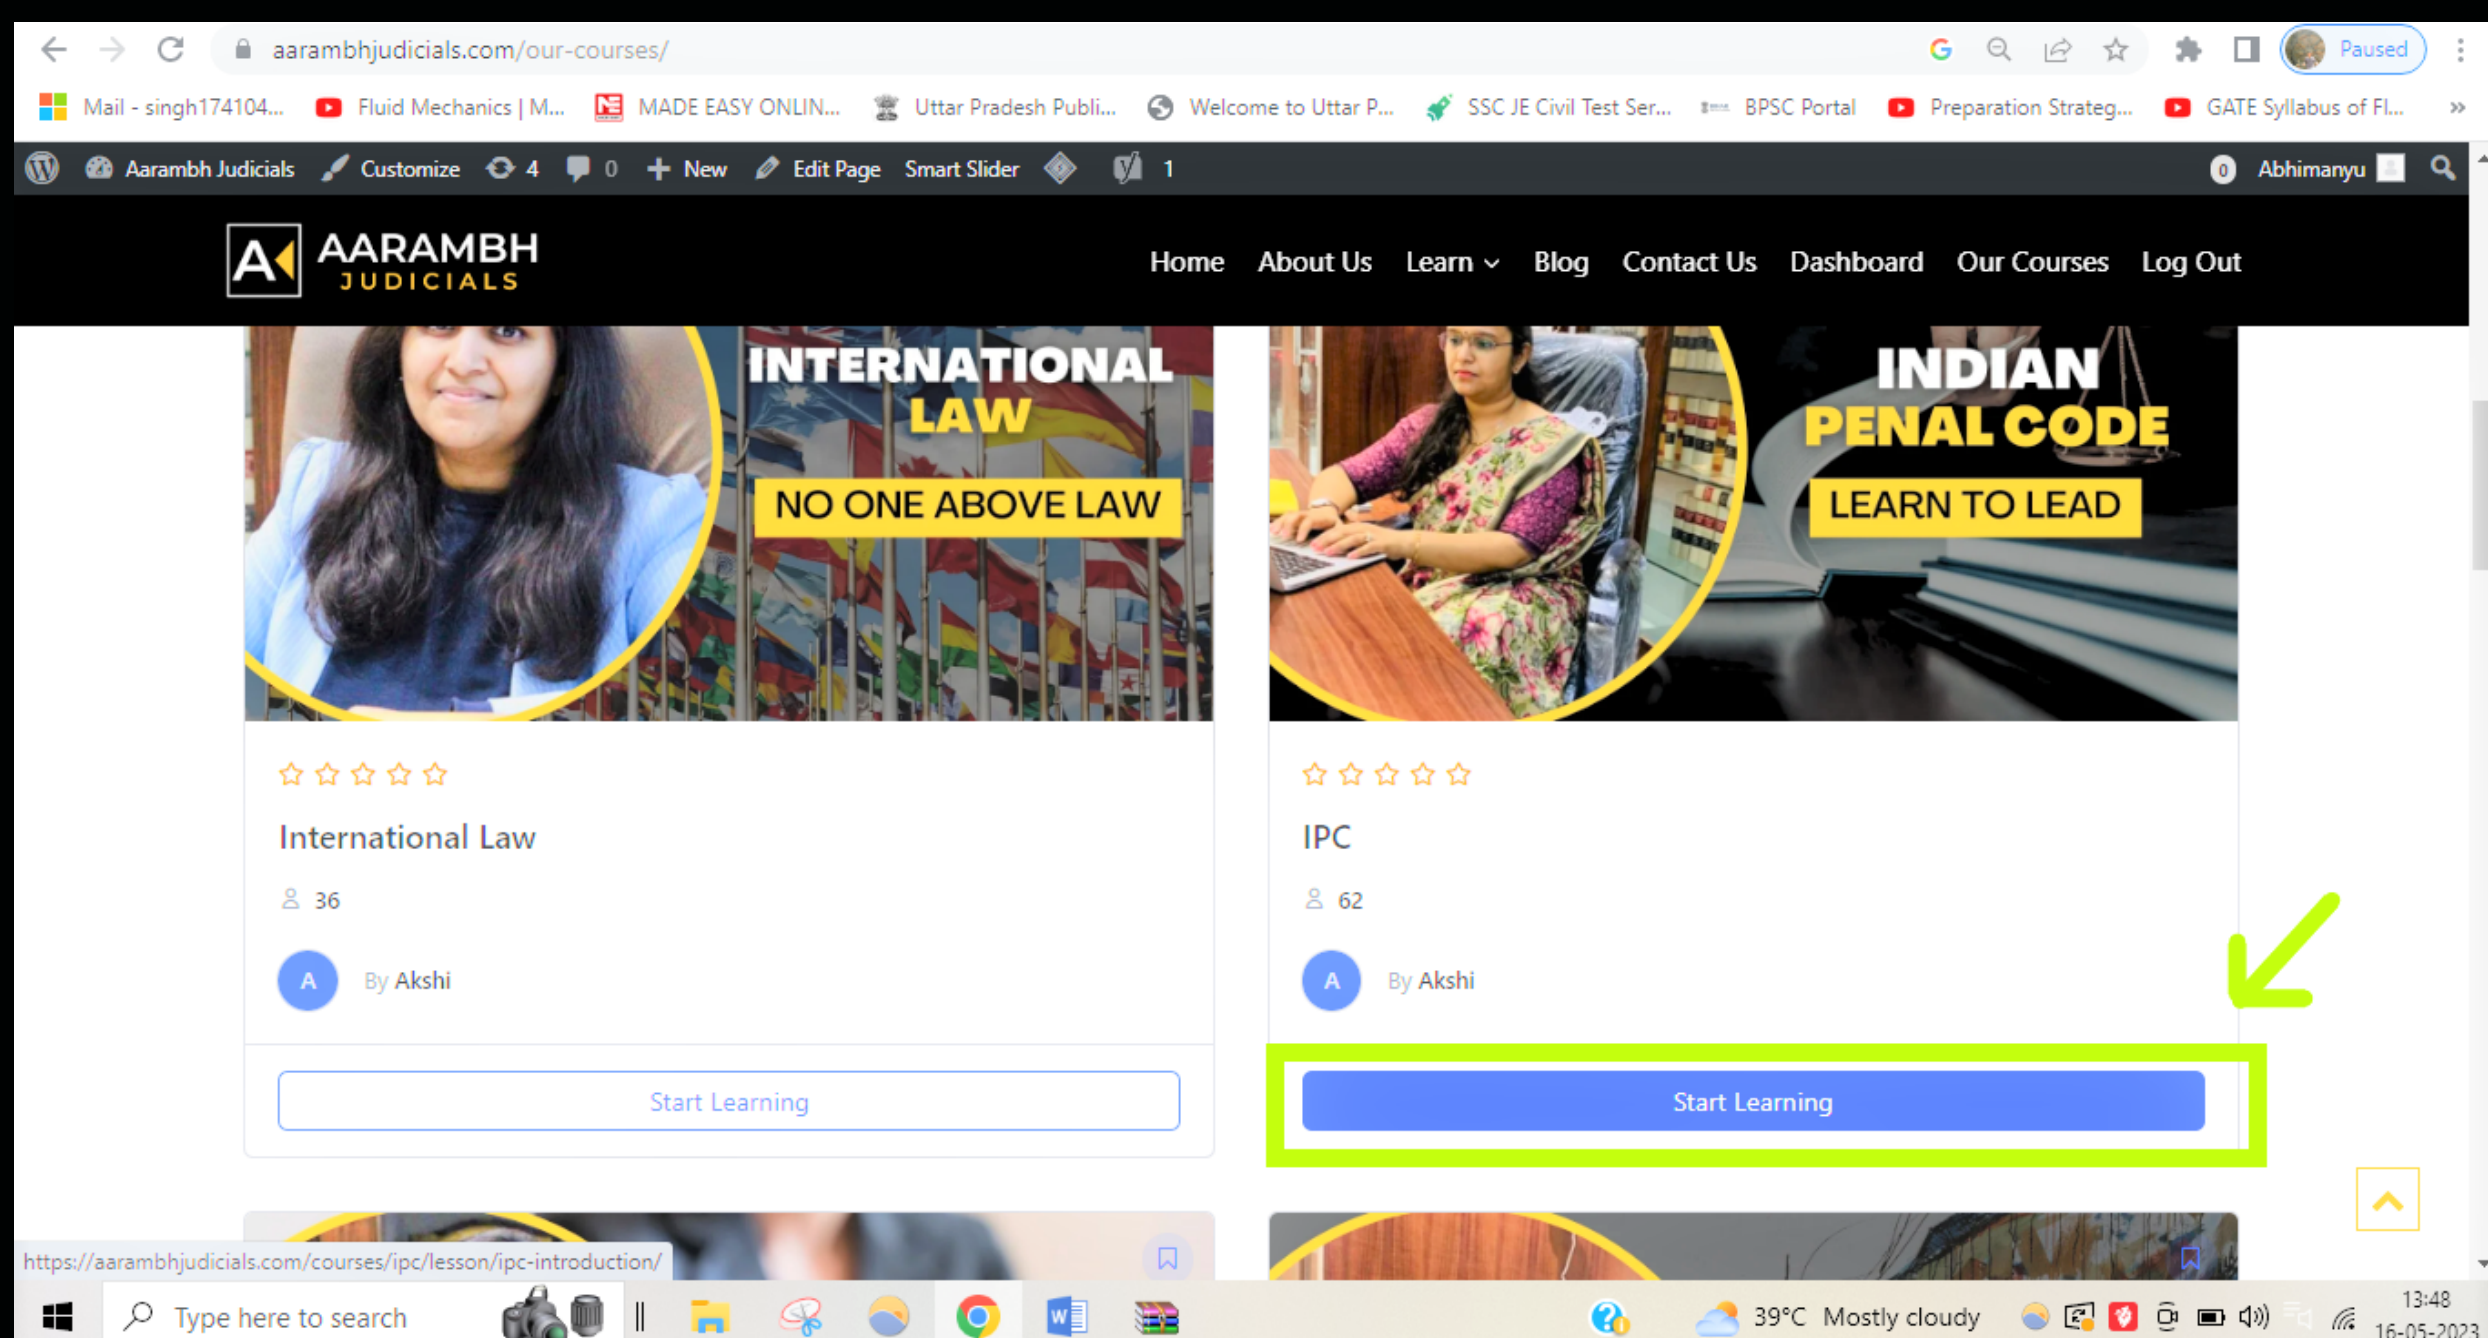 aarambhjudicials.com/our-courses/
Paused
Mail - singh174104... Fluid Mechanics | M... MADE EASY ONLIN... Uttar Pradesh Publi... Welcome to Uttar P... SSC JE Civil Test Ser... BPSC Portal Preparation Strateg... GATE Syllabus of Fl... »
Aarambh Judicials Customize 4 0 + New Edit Page Smart Slider 1 0 Abhimanyu
A AARAMBH
JUDICIALS
Home About Us Learn Blog Contact Us Dashboard Our Courses Log Out
INTERNATIONAL
LAW
NO ONE ABOVE LAW
INDIAN
PENAL CODE
LEARN TO LEAD
International Law
36
A By Akshi
Start Learning
IPC
62
A By Akshi
Start Learning
https://aarambhjudicials.com/courses/ipc/lesson/ipc-introduction/
Type here to search
39°C Mostly cloudy
13:48
16-05-2023